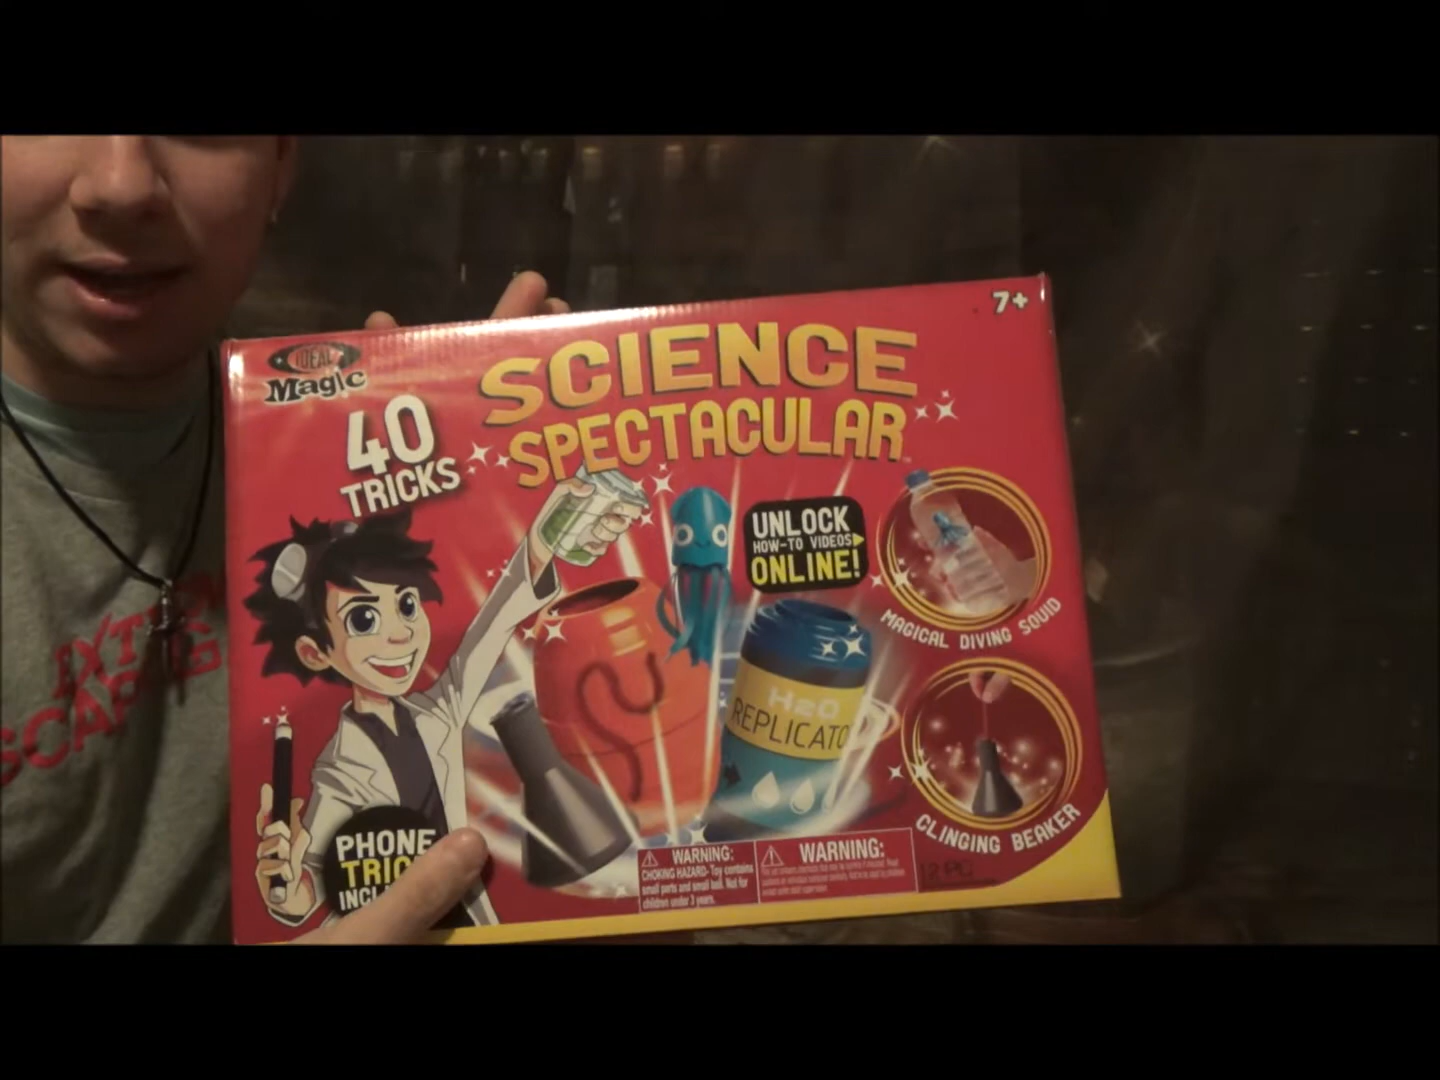 7+
IDEAL
Magic
SCIENCE
SPECTACULAR
40
TRICKS
UNLOCK
HOW-TO VIDEOS
ONLINE!
MAGICAL DIVING SQUID
H2O
REPLICATO
CLINGING BEAKER
PHONE
TRIC
INCL
WARNING:
CHOKING HAZARD- Toy contains
small parts and small ball. Not for
children under 3 years.
WARNING:
12 PC